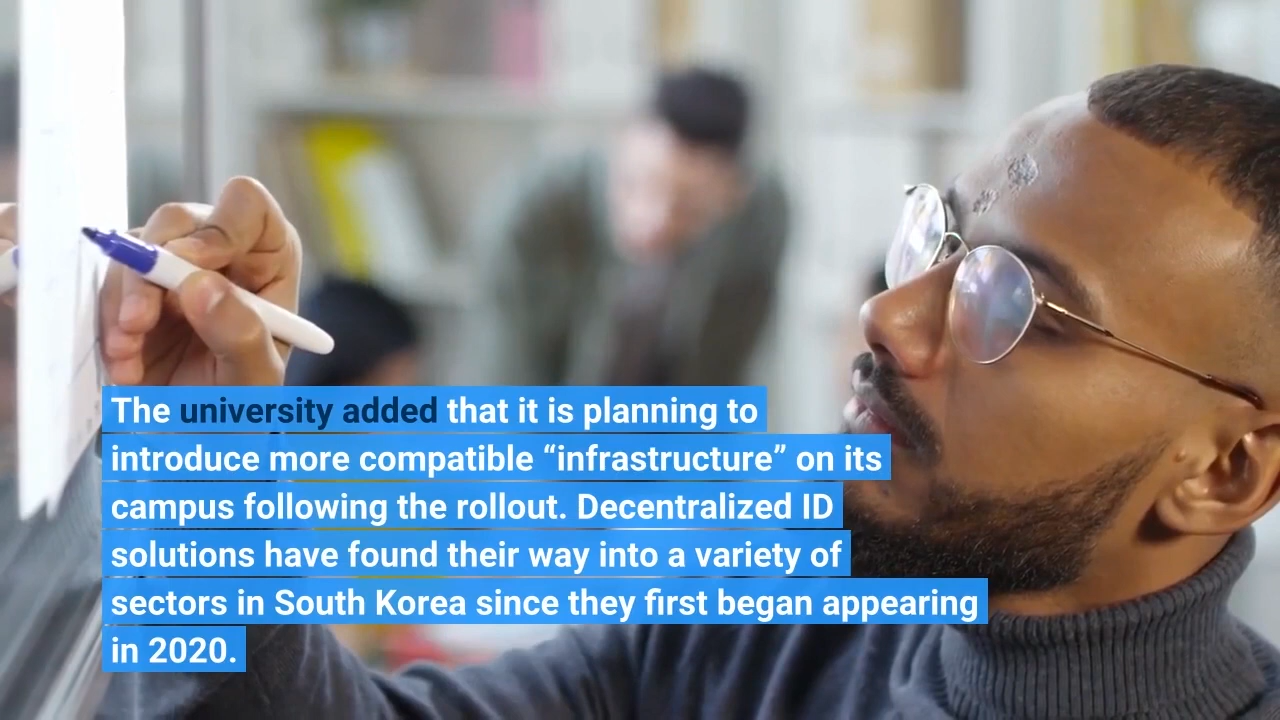 The university added that it is planning to
introduce more compatible “infrastructure” on its
campus following the rollout. Decentralized ID
solutions have found their way into a variety of
sectors in South Korea since they first began appearing
in 2020.